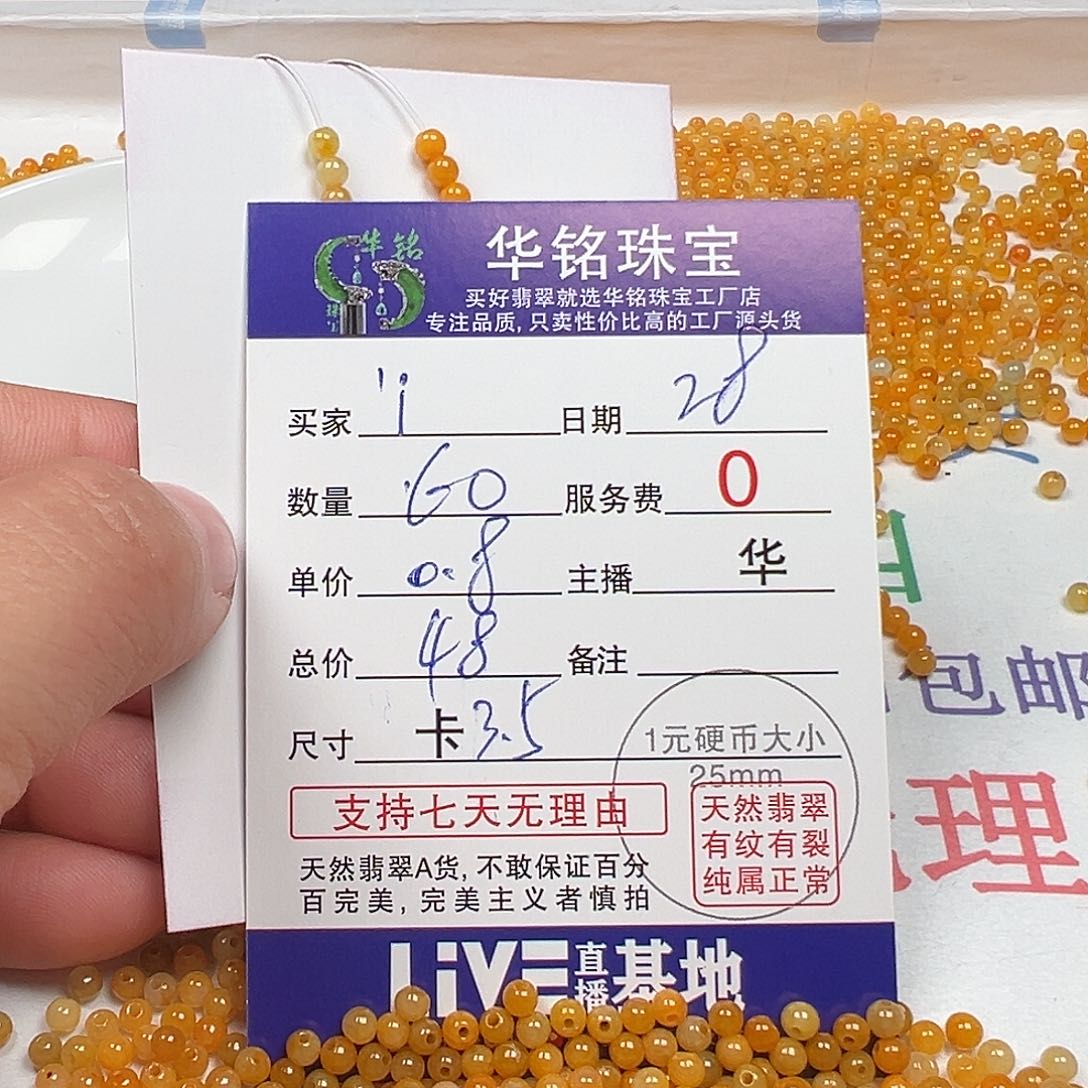 华铭
华铭珠宝
买好翡翠就选华铭珠宝工厂店
专注品质,只卖性价比高的工厂源头货
买家 日期 28
数量 60 服务费 0
单价 0.8 主播 华
总价 48 备注
尺寸 卡3.5 1元硬币大小
25mm
支持七天无理由
天然翡翠
有纹有裂
纯属正常
天然翡翠A货,不敢保证百分
百完美,完美主义者慎拍
LiVE直播基地
包邮
理